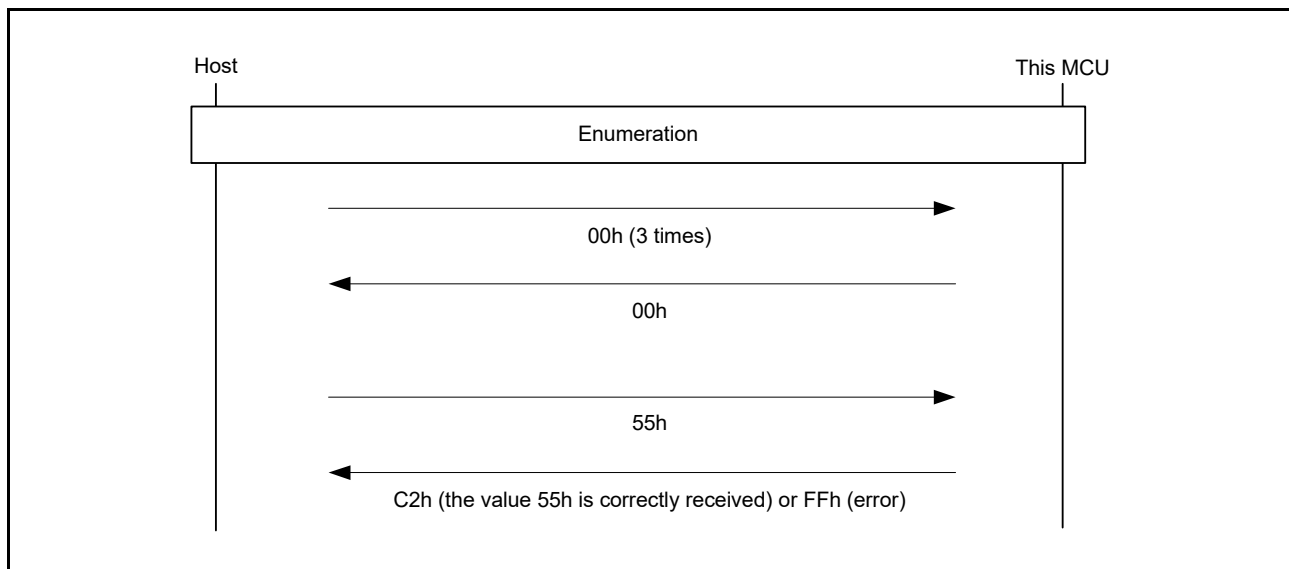 Host
This MCU
Enumeration
00h (3 times)
00h
55h
C2h (the value 55h is correctly received) or FFh (error)